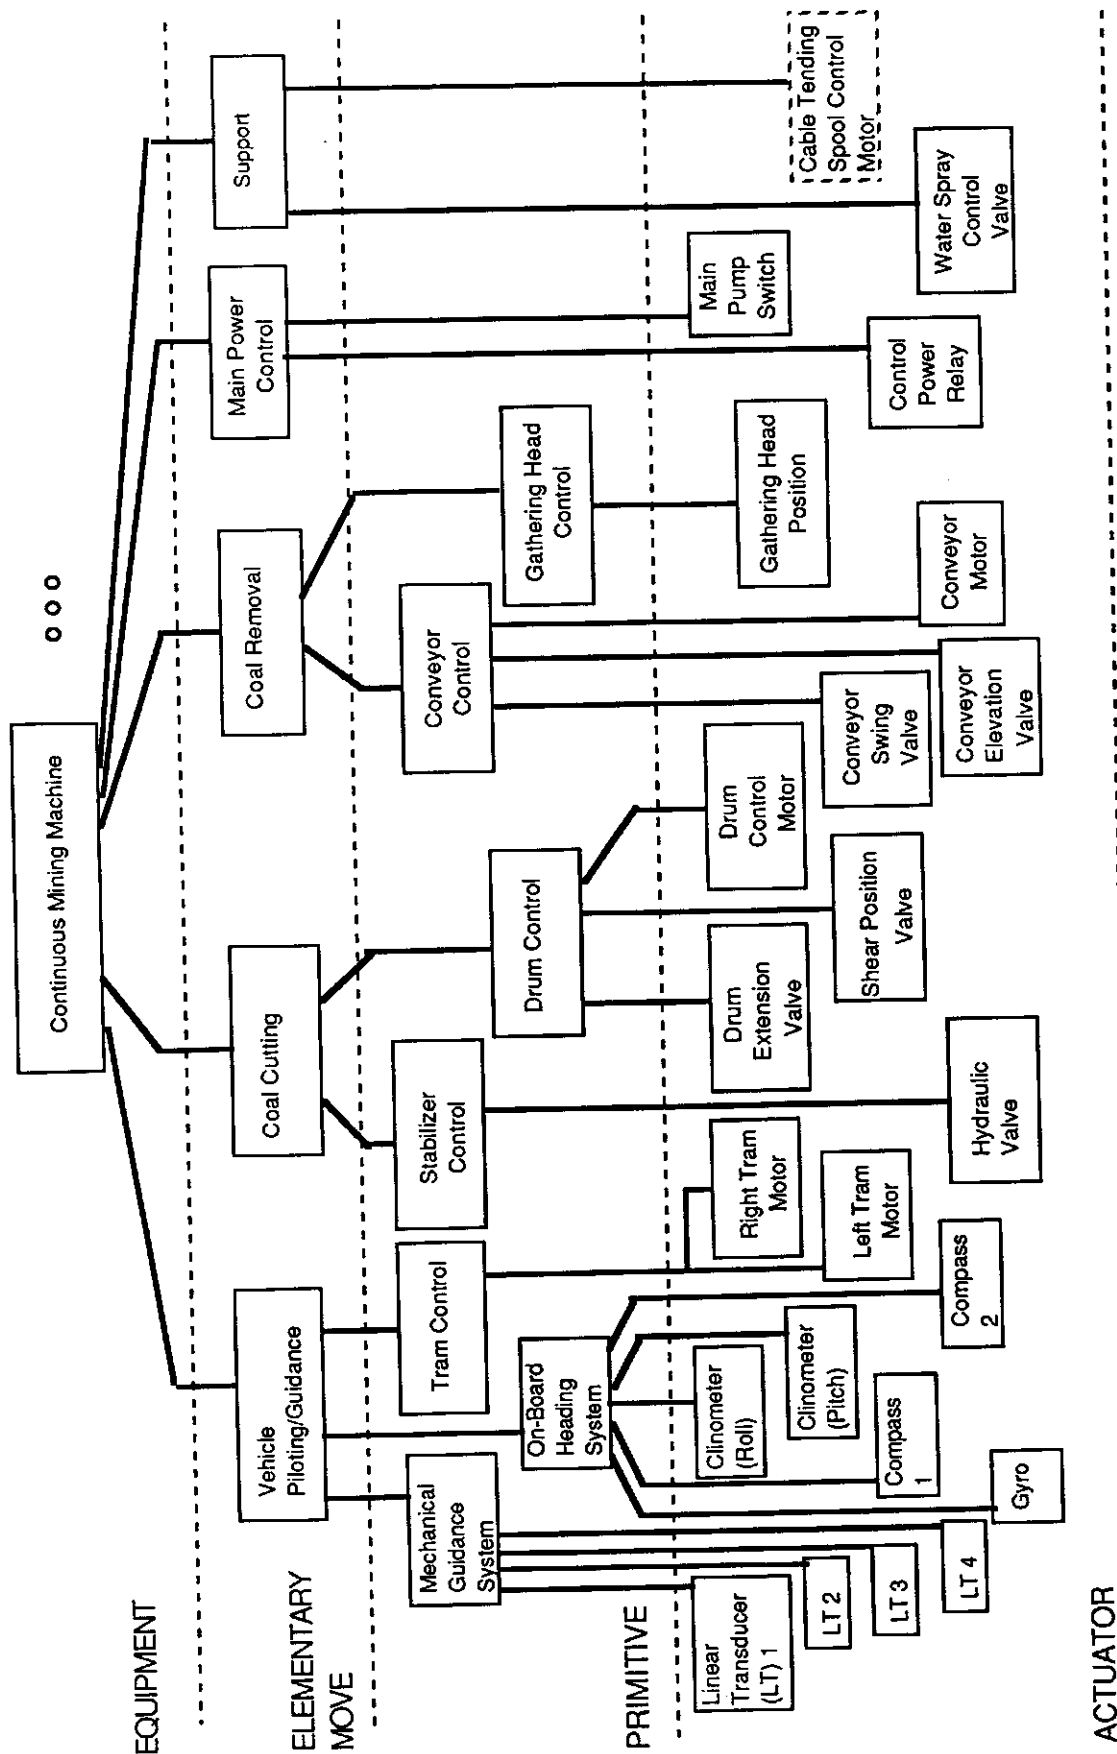 Continuous Mining Machine
o o o
EQUIPMENT
Vehicle
Piloting/Guidance
Coal Cutting
Coal Removal
Main Power
Control
Support
ELEMENTARY
MOVE
Mechanical
Guidance
System
Tram Control
Stabilizer
Control
Conveyor
Control
On-Board
Heading
System
Drum Control
Gathering Head
Control
PRIMITIVE
Linear
Transducer
(LT) 1
LT 2
LT 3
LT 4
Clinometer
(Roll)
Clinometer
(Pitch)
Compass
1
Gyro
Compass
2
Right Tram
Motor
Left Tram
Motor
Hydraulic
Valve
Drum
Extension
Valve
Shear Position
Valve
Drum
Control
Motor
Conveyor
Swing
Valve
Conveyor
Elevation
Valve
Conveyor
Motor
Gathering Head
Position
Control
Power
Relay
Main
Pump
Switch
Water Spray
Control
Valve
Cable Tending
Spool Control
Motor
ACTUATOR